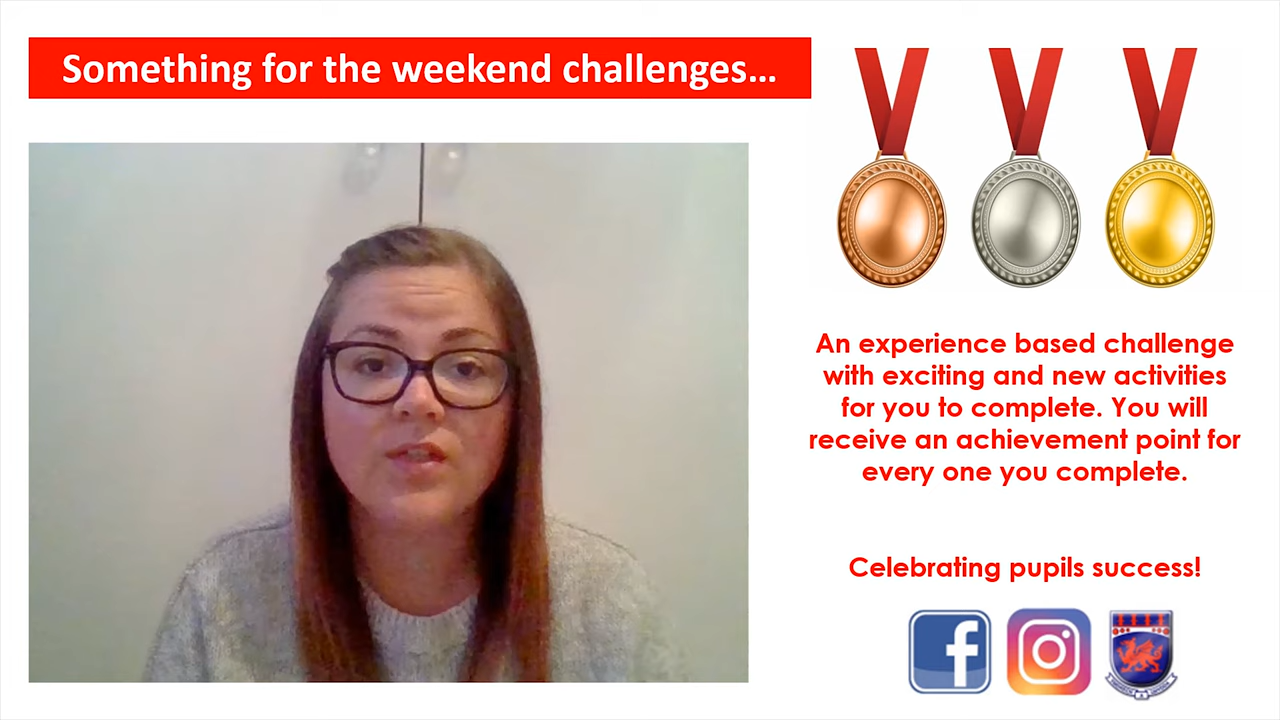 Something for the weekend challenges...
An experience based challenge
with exciting and new activities
for you to complete. You will
receive an achievement point for
every one you complete.
Celebrating pupils success!